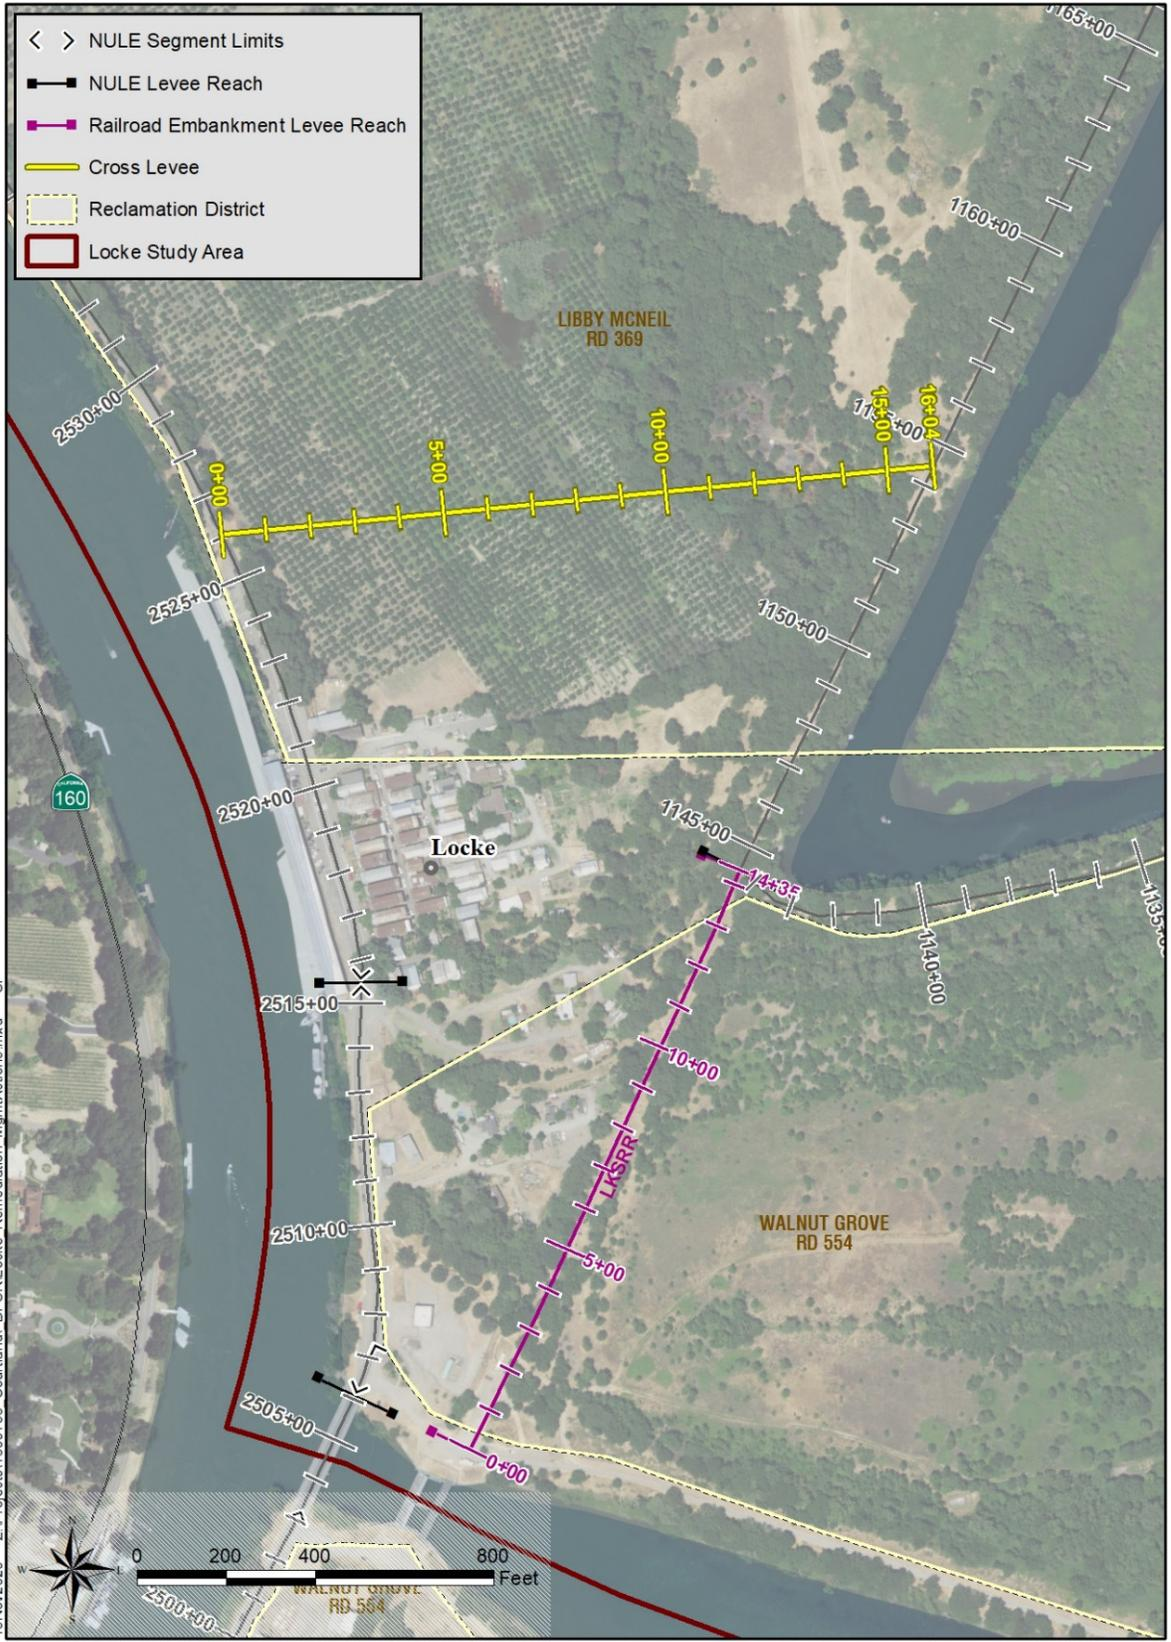 NULE Segment Limits
NULE Levee Reach
Railroad Embankment Levee Reach
Cross Levee
Reclamation District
Locke Study Area
1165+00
1160+00
LIBBY MCNEIL
RD 369
2530+00
0+00
5+00
10+00
15+00
16+04
1155+00
2525+00
1150+00
CALIFORNIA
160
2520+00
1145+00
Locke
14+35
1140+00
2515+00
10+00
LKSRR
WALNUT GROVE
RD 554
2510+00
5+00
2505+00
0+00
N
W
E
S
0 200 400 800
Feet
WALNUT GROVE
RD 554
2500+00